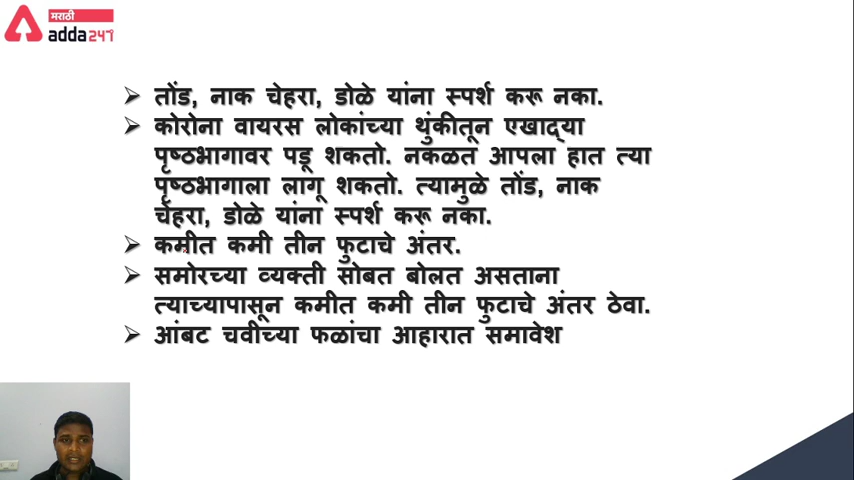 मराठी
adda247
➢ तोंड, नाक चेहरा, डोळे यांना स्पर्श करू नका.
➢ कोरोना वायरस लोकांच्या थुंकीतून एखाद्या
पृष्ठभागावर पडू शकतो. नकळत आपला हात त्या
पृष्ठभागाला लागू शकतो. त्यामुळे तोंड, नाक
चेहरा, डोळे यांना स्पर्श करू नका.
➢ कमीत कमी तीन फुटाचे अंतर.
➢ समोरच्या व्यक्ती सोबत बोलत असताना
त्याच्यापासून कमीत कमी तीन फुटाचे अंतर ठेवा.
➢ आंबट चवीच्या फळांचा आहारात समावेश